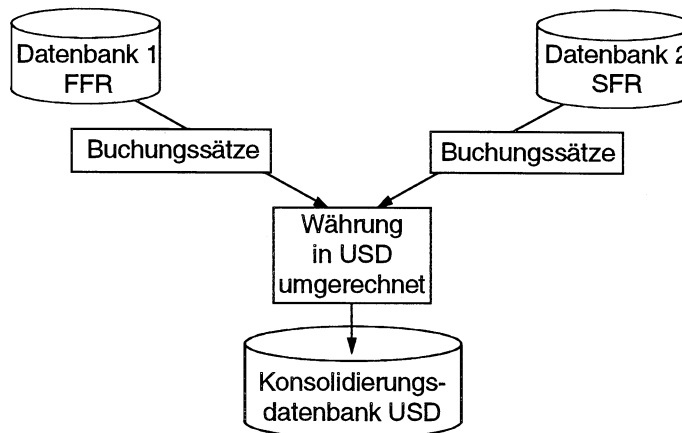 Datenbank 1
FFR
Datenbank 2
SFR
Buchungssätze
Buchungssätze
Währung
in USD
umgerechnet
Konsolidierungs-
datenbank USD